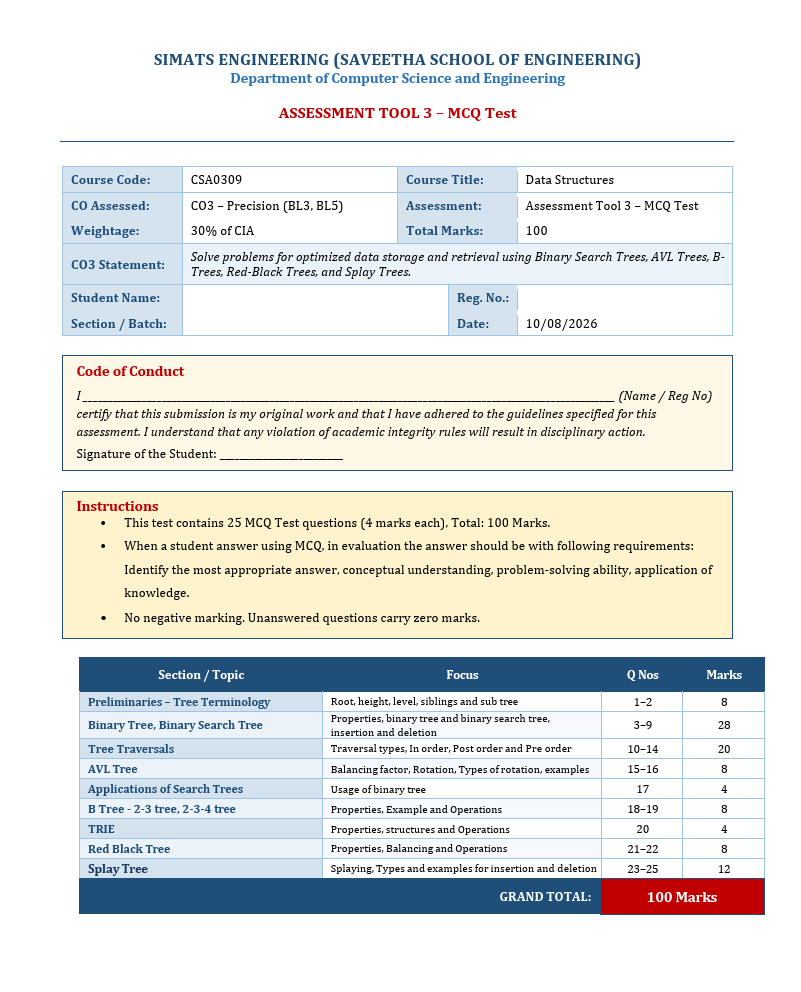 SIMATS ENGINEERING (SAVEETHA SCHOOL OF ENGINEERING)
Department of Computer Science and Engineering
ASSESSMENT TOOL 3 – MCQ Test
Course Code: CSA0309 Course Title: Data Structures
CO Assessed: CO3 – Precision (BL3, BL5) Assessment: Assessment Tool 3 – MCQ Test
Weightage: 30% of CIA Total Marks: 100
CO3 Statement: Solve problems for optimized data storage and retrieval using Binary Search Trees, AVL Trees, B-
Trees, Red-Black Trees, and Splay Trees.
Student Name: Reg. No.:
Section / Batch: Date: 10/08/2026
Code of Conduct
I ______________________________________________________________ (Name / Reg No)
certify that this submission is my original work and that I have adhered to the guidelines specified for this
assessment. I understand that any violation of academic integrity rules will result in disciplinary action.
Signature of the Student: ____________________
Instructions
• This test contains 25 MCQ Test questions (4 marks each), Total: 100 Marks.
• When a student answer using MCQ, in evaluation the answer should be with following requirements:
Identify the most appropriate answer, conceptual understanding, problem-solving ability, application of
knowledge.
• No negative marking. Unanswered questions carry zero marks.
Section / Topic Focus Q Nos Marks
Preliminaries – Tree Terminology Root, height, level, siblings and sub tree 1–2 8
Binary Tree, Binary Search Tree Properties, binary tree and binary search tree, insertion and deletion 3–9 28
Tree Traversals Traversal types, In order, Post order and Pre order 10–14 20
AVL Tree Balancing factor, Rotation, Types of rotation, examples 15–16 8
Applications of Search Trees Usage of binary tree 17 4
B Tree - 2-3 tree, 2-3-4 tree Properties, Example and Operations 18–19 8
TRIE Properties, structures and Operations 20 4
Red Black Tree Properties, Balancing and Operations 21–22 8
Splay Tree Splaying, Types and examples for insertion and deletion 23–25 12
GRAND TOTAL: 100 Marks